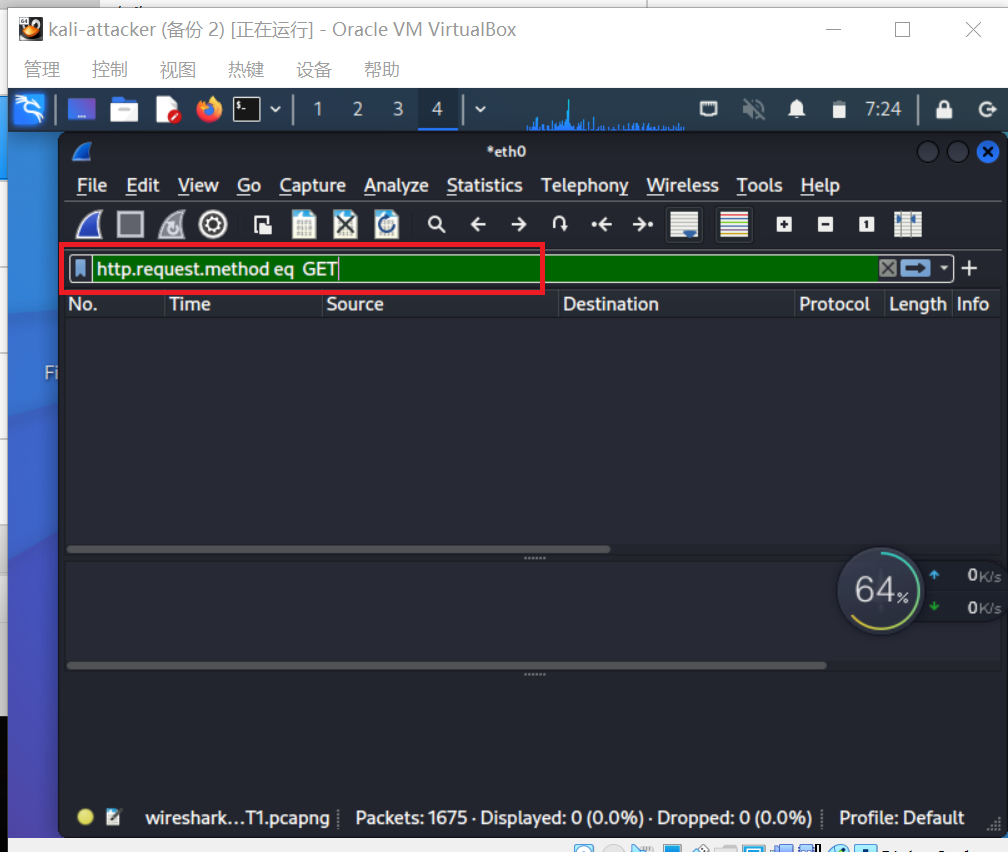 kali-attacker (备份 2) [正在运行] - Oracle VM VirtualBox
管理 控制 视图 热键 设备 帮助
1 2 3 4 7:24
*eth0
File Edit View Go Capture Analyze Statistics Telephony Wireless Tools Help
http.request.method eq GET
No. Time Source Destination Protocol Length Info
Fi
64% 0K/s
0K/s
wireshark...T1.pcapng Packets: 1675 · Displayed: 0 (0.0%) · Dropped: 0 (0.0%) Profile: Default